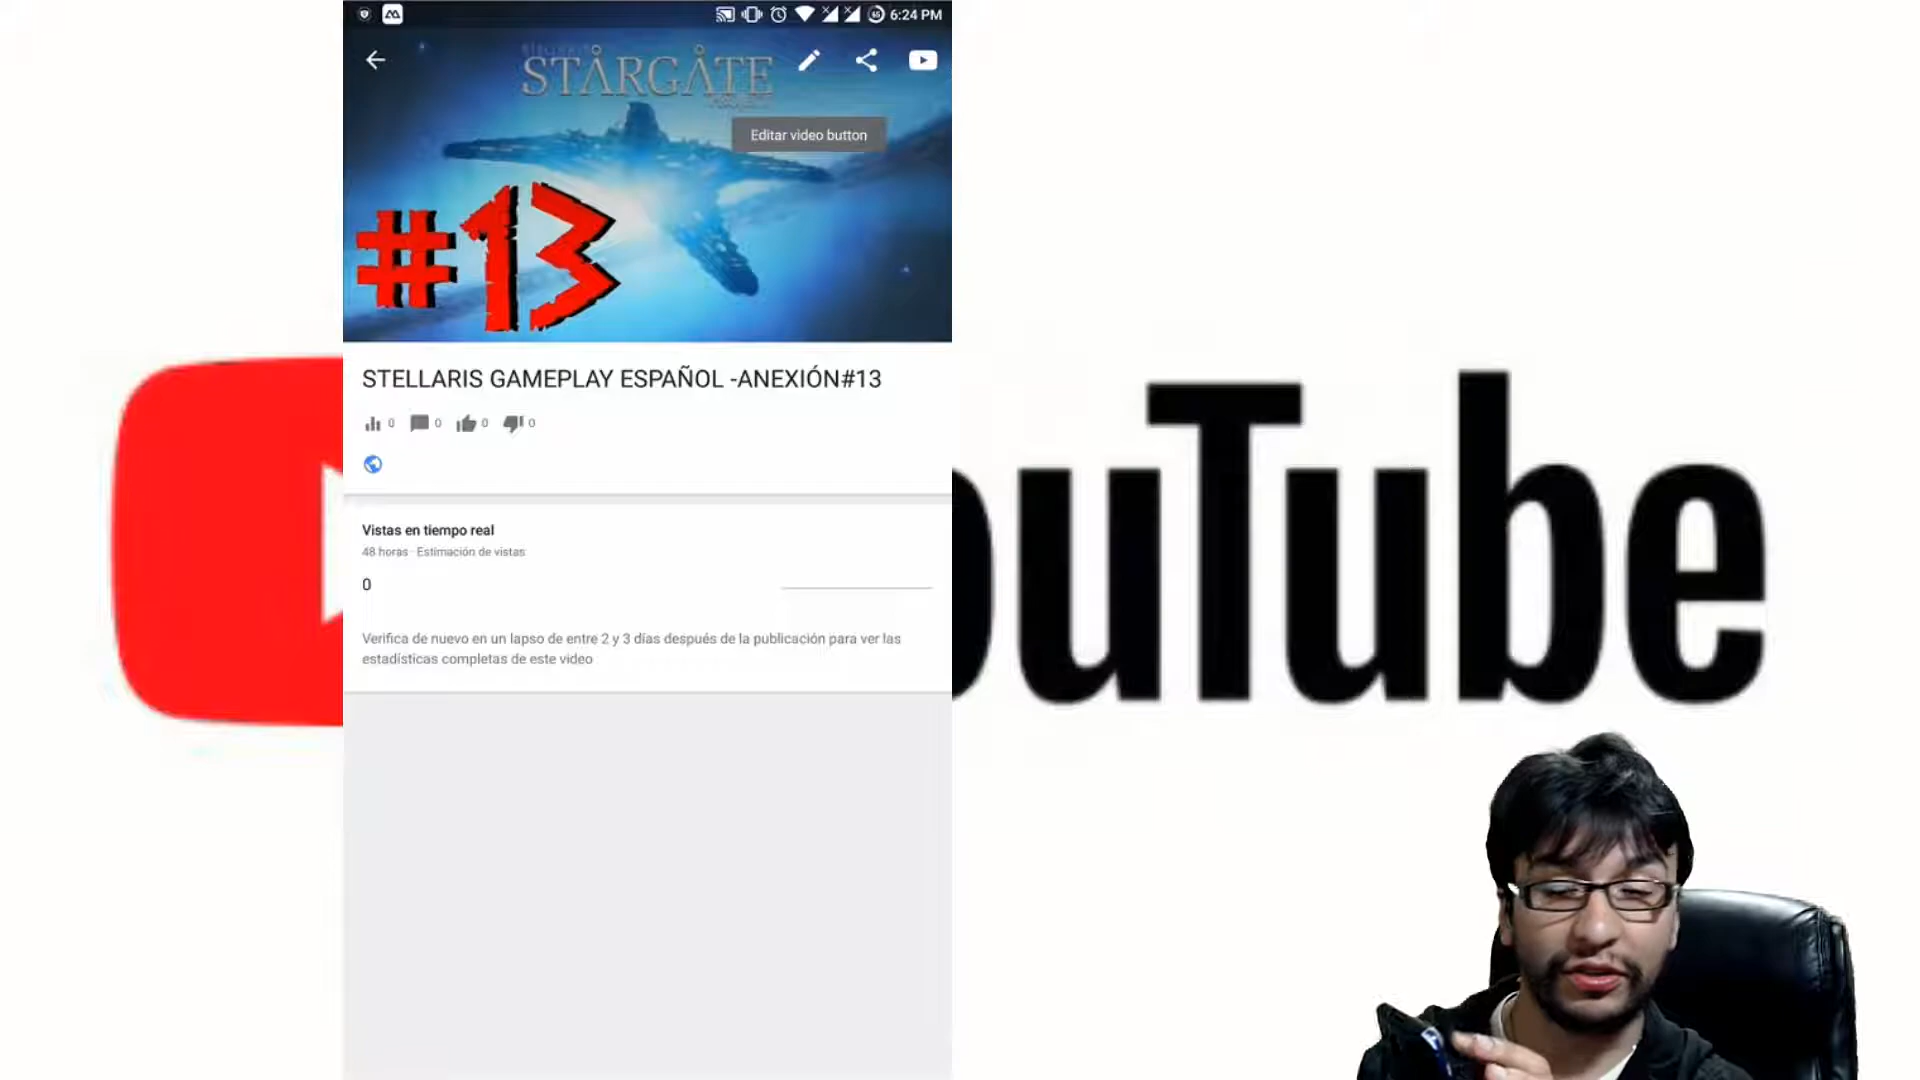 6:24 PM
STARGATE
Editar video button
#13
STELLARIS GAMEPLAY ESPAÑOL -ANEXIÓN#13
0 0 0 0
Vistas en tiempo real
48 horas · Estimación de vistas
0
Verifica de nuevo en un lapso de entre 2 y 3 días después de la publicación para ver las
estadísticas completas de este video
ouTube